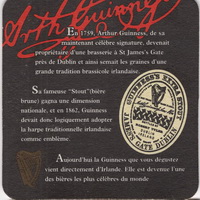 Arth Guinness
En 1759, Arthur Guinness, de sa
maintenant célèbre signature, devenait
propriétaire d'une brasserie à St James's Gate
près de Dublin et ainsi semait les graines d'une
grande tradition brassicole irlandaise.
Sa fameuse "Stout" (bière
brune) gagna une dimension
nationale, et en 1862, Guinness
devait donc logiquement adopter
la harpe traditionnelle irlandaise
comme emblème.
GUINNESS'S EXTRA STOUT
JAMES'S GATE DUBLIN
Aujourd'hui la Guinness que vous dégustez
vient directement d'Irlande. Elle est devenue l'une
des bières les plus célèbres du monde